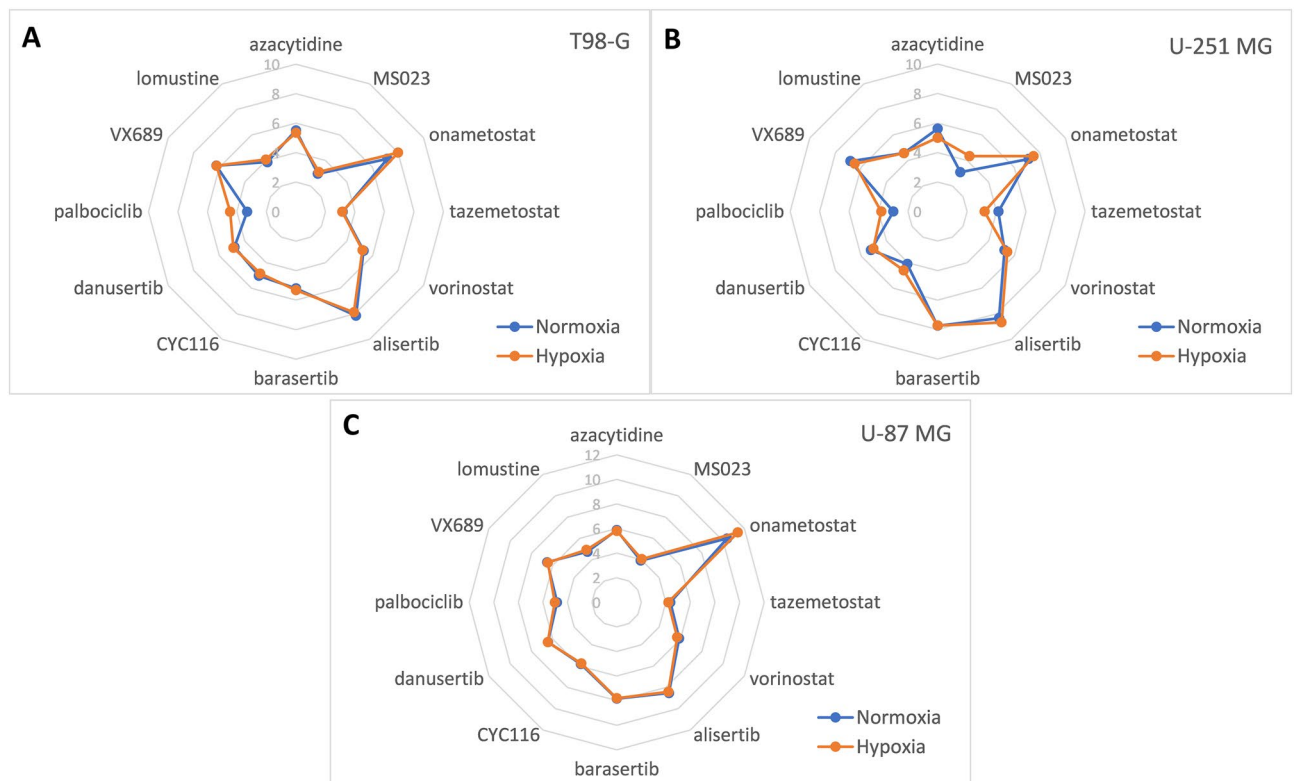 A
T98-G
azacytidine
MS023
onametostat
tazemetostat
vorinostat
alisertib
barasertib
CYC116
danusertib
palbociclib
VX689
lomustine
10
8
6
4
2
0
Normoxia
Hypoxia
B
U-251 MG
azacytidine
MS023
onametostat
tazemetostat
vorinostat
alisertib
barasertib
CYC116
danusertib
palbociclib
VX689
lomustine
10
8
6
4
2
0
Normoxia
Hypoxia
C
U-87 MG
azacytidine
MS023
onametostat
tazemetostat
vorinostat
alisertib
barasertib
CYC116
danusertib
palbociclib
VX689
lomustine
12
10
8
6
4
2
0
Normoxia
Hypoxia